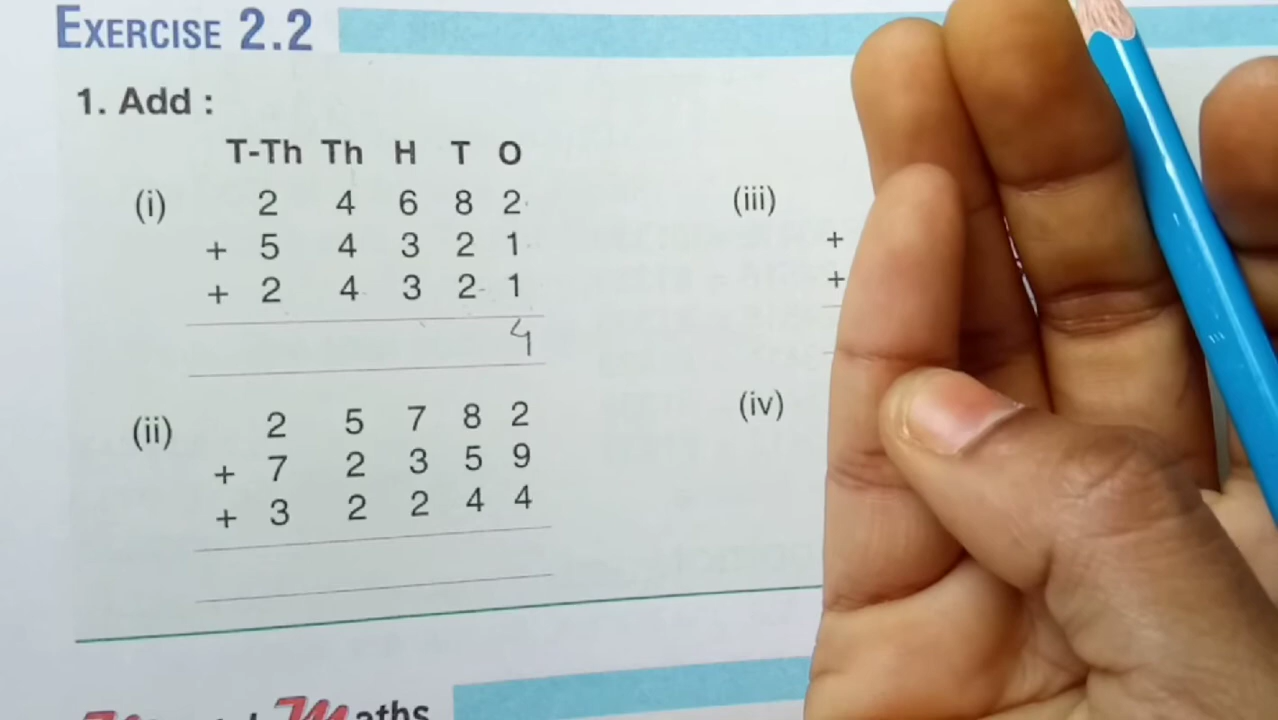 EXERCISE 2.2
1. Add :
T-Th Th H T O
(i) 2 4 6 8 2
+ 5 4 3 2 1
+ 2 4 3 2 1
4
(ii) 2 5 7 8 2
+ 7 2 3 5 9
+ 3 2 2 4 4
(iii)
+
+
(iv)
Maths